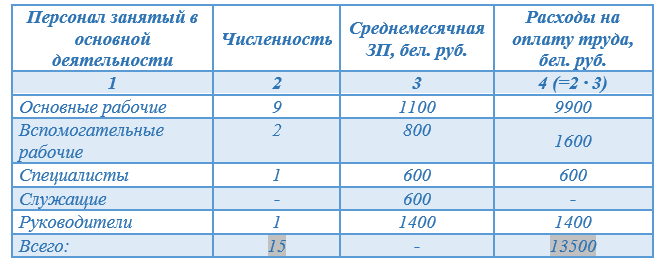 Персонал занятый в основной деятельности | Численность | Среднемесячная ЗП, бел. руб. | Расходы на оплату труда, бел. руб.
1 | 2 | 3 | 4 (=2 · 3)
Основные рабочие | 9 | 1100 | 9900
Вспомогательные рабочие | 2 | 800 | 1600
Специалисты | 1 | 600 | 600
Служащие | - | 600 | -
Руководители | 1 | 1400 | 1400
Всего: | 15 | - | 13500